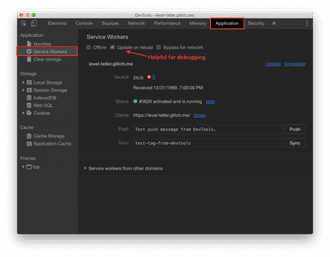 DevTools - level-teller.glitch.me/
Elements
Console
Sources
Network
Performance
Memory
Application
Security
Application
Manifest
Service Workers
Clear storage
Storage
Local Storage
Session Storage
IndexedDB
Web SQL
Cookies
Cache
Cache Storage
Application Cache
Frames
top
Service Workers
Offline
Update on reload
Bypass for network
Helpful for debugging
level-teller.glitch.me
Update
Unregister
Source
sw.js
Received 12/31/1969, 7:00:00 PM
Status
#5626 activated and is running
stop
Clients
https://level-teller.glitch.me/
focus
Push
Test push message from DevTools.
Push
Sync
test-tag-from-devtools
Sync
Service workers from other domains